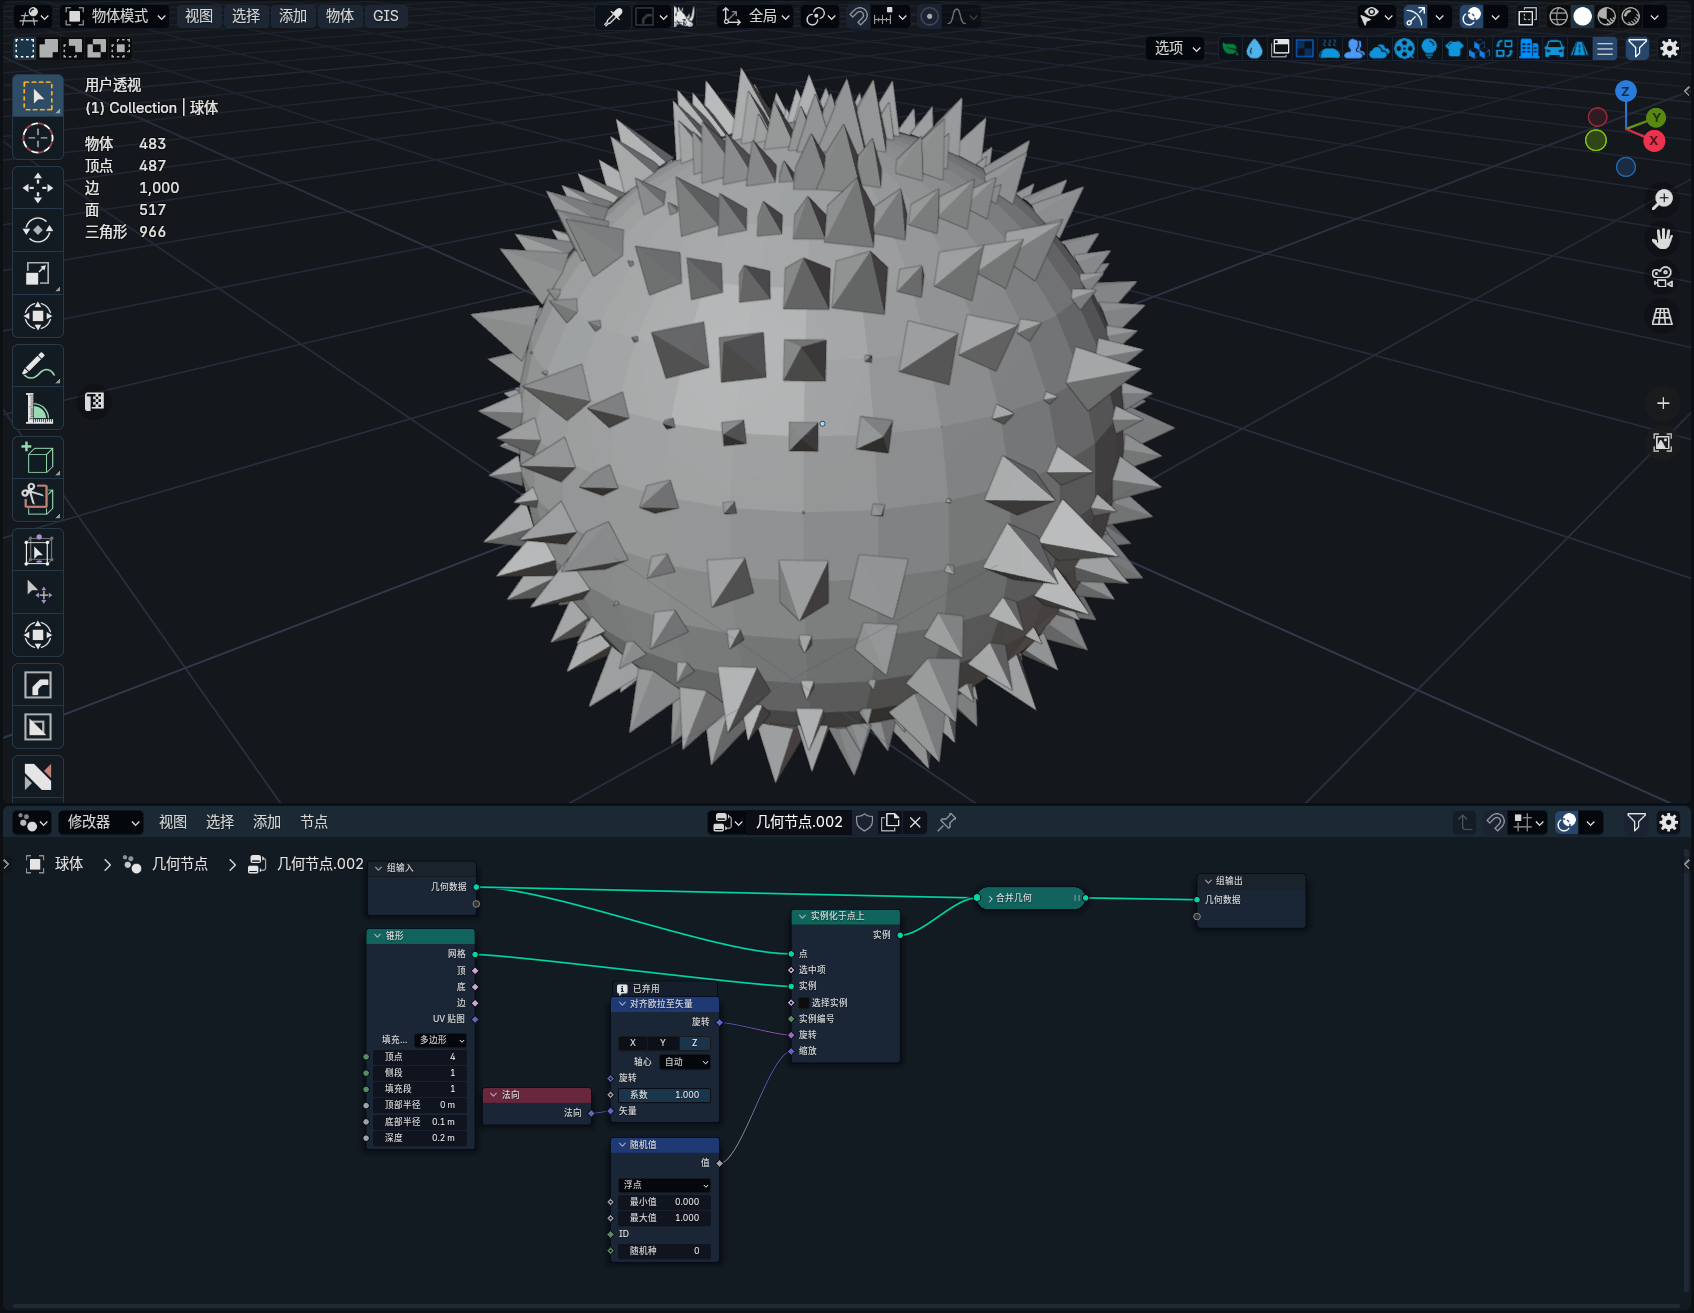 物体模式 视图 选择 添加 物体 GIS 全局
选项
用户透视
(1) Collection | 球体
物体 483
顶点 487
边 1,000
面 517
三角形 966
Z
Y
X
修改器 视图 选择 添加 节点 几何节点.002
球体 几何节点 几何节点.002
组输入
几何数据
锥形
网格
顶
底
边
UV 贴图
填充... 多边形
顶点 4
侧段 1
填充段 1
顶部半径 0 m
底部半径 0.1 m
深度 0.2 m
法向
法向
已弃用
对齐欧拉至矢量
旋转
X Y Z
轴心 自动
旋转
系数 1.000
矢量
随机值
值
浮点
最小值 0.000
最大值 1.000
ID
随机种 0
实例化于点上
实例
点
选中项
实例
选择实例
实例编号
旋转
缩放
合并几何
组输出
几何数据